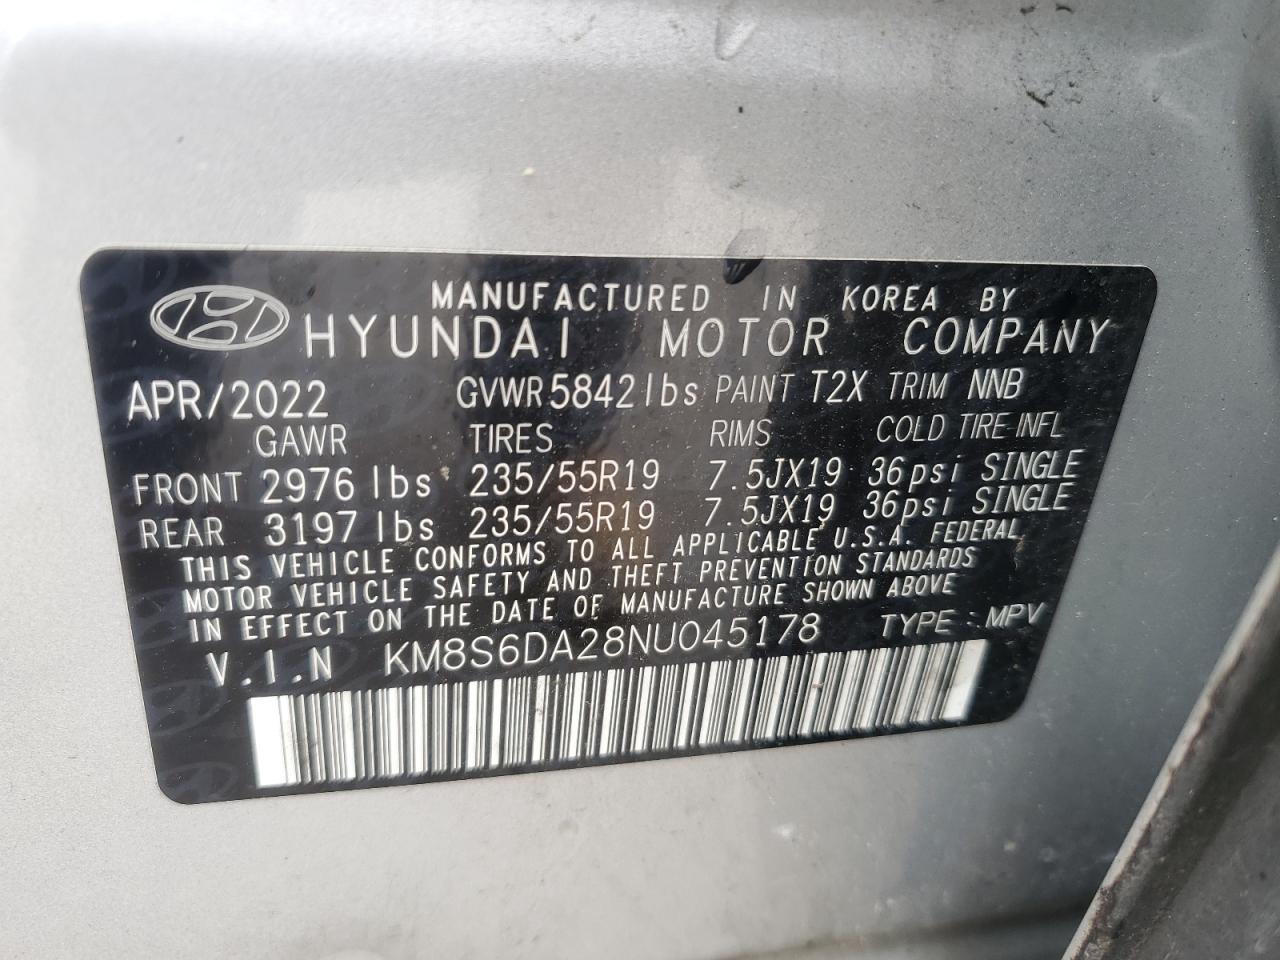 MANUFACTURED IN KOREA BY
HYUNDAI MOTOR COMPANY
APR/2022 GVWR 5842 lbs PAINT T2X TRIM NNB
GAWR TIRES RIMS COLD TIRE INFL
FRONT 2976 lbs 235/55R19 7.5JX19 36psi SINGLE
REAR 3197 lbs 235/55R19 7.5JX19 36psi SINGLE
THIS VEHICLE CONFORMS TO ALL APPLICABLE U.S.A. FEDERAL
MOTOR VEHICLE SAFETY AND THEFT PREVENTION STANDARDS
IN EFFECT ON THE DATE OF MANUFACTURE SHOWN ABOVE
V.I.N KM8S6DA28NU045178 TYPE : MPV